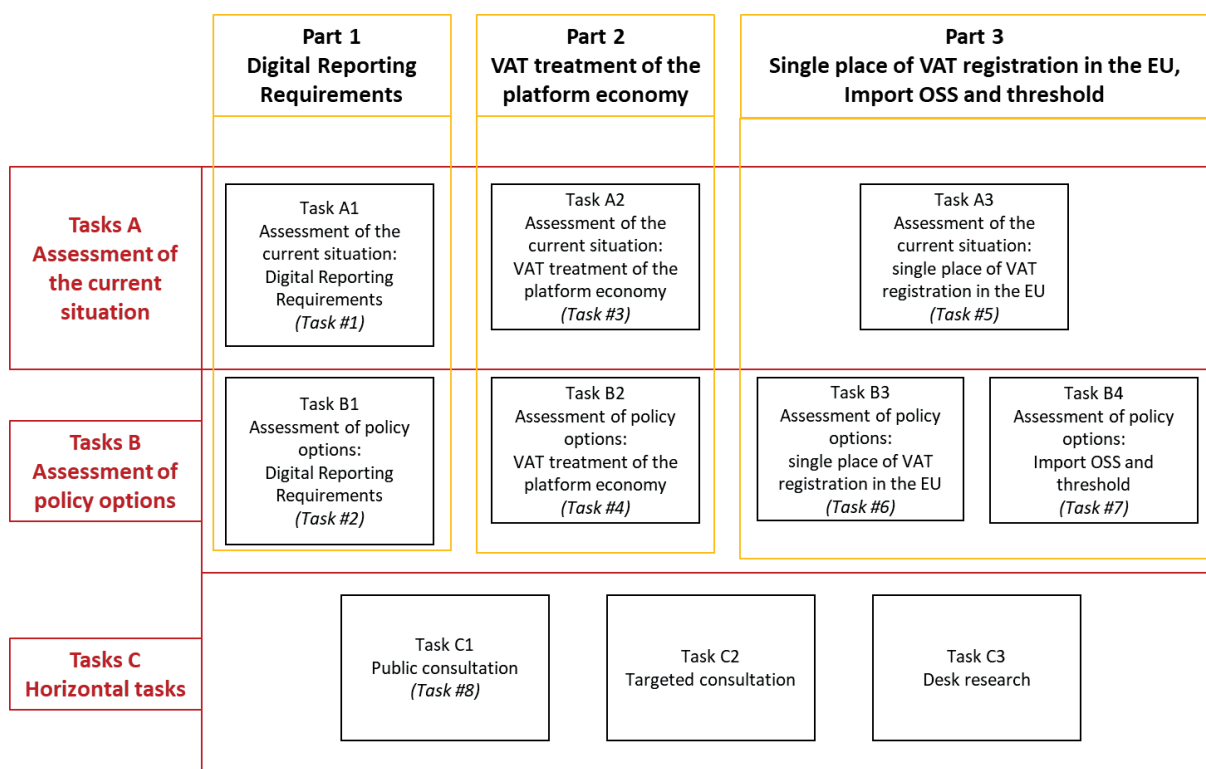 Part 1
Digital Reporting
Requirements
Part 2
VAT treatment of the
platform economy
Part 3
Single place of VAT registration in the EU,
Import OSS and threshold
Tasks A
Assessment of
the current
situation
Task A1
Assessment of the
current situation:
Digital Reporting
Requirements
(Task #1)
Task A2
Assessment of the
current situation:
VAT treatment of the
platform economy
(Task #3)
Task A3
Assessment of the
current situation:
single place of VAT
registration in the EU
(Task #5)
Tasks B
Assessment of
policy options
Task B1
Assessment of policy
options:
Digital Reporting
Requirements
(Task #2)
Task B2
Assessment of policy
options:
VAT treatment of the
platform economy
(Task #4)
Task B3
Assessment of policy
options:
single place of VAT
registration in the EU
(Task #6)
Task B4
Assessment of policy
options:
Import OSS and
threshold
(Task #7)
Tasks C
Horizontal tasks
Task C1
Public consultation
(Task #8)
Task C2
Targeted consultation
Task C3
Desk research